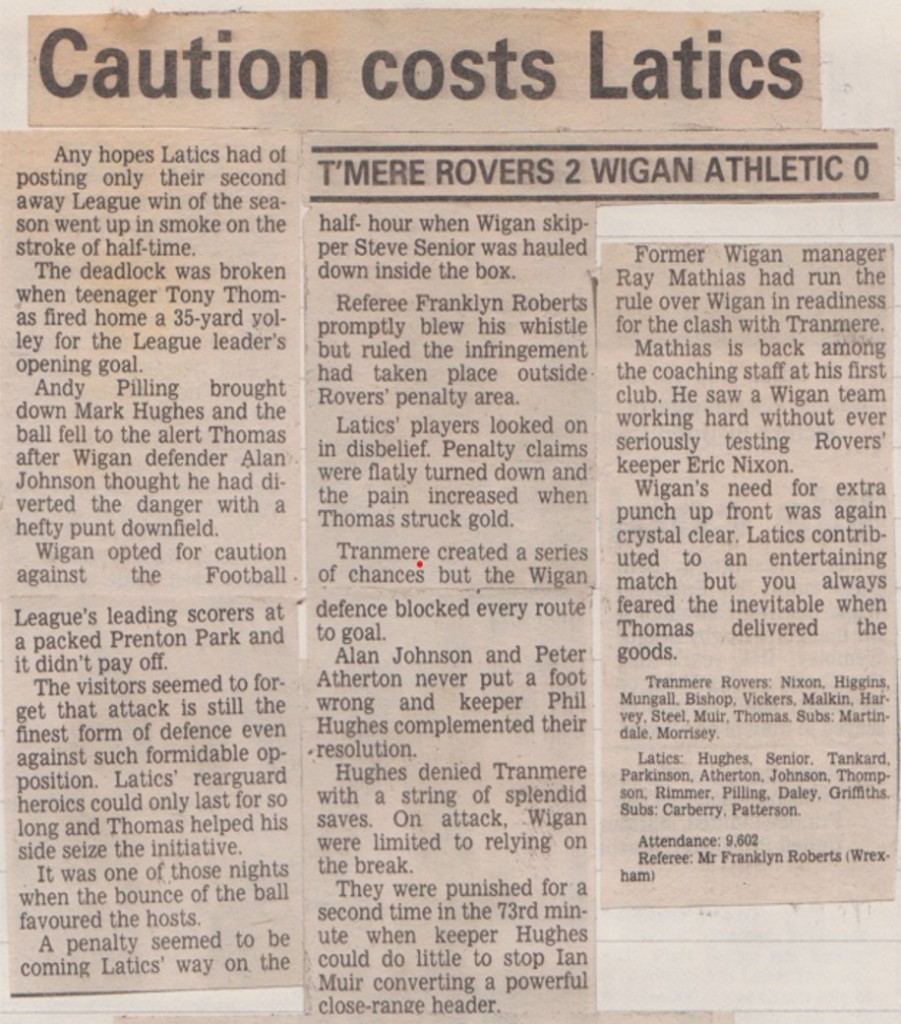 Caution costs Latics
T'MERE ROVERS 2 WIGAN ATHLETIC 0
Any hopes Latics had of
posting only their second
away League win of the sea-
son went up in smoke on the
stroke of half-time.
The deadlock was broken
when teenager Tony Thom-
as fired home a 35-yard vol-
ley for the League leader's
opening goal.
Andy Pilling brought
down Mark Hughes and the
ball fell to the alert Thomas
after Wigan defender Alan
Johnson thought he had di-
verted the danger with a
hefty punt downfield.
Wigan opted for caution
against the Football
League's leading scorers at
a packed Prenton Park and
it didn't pay off.
The visitors seemed to for-
get that attack is still the
finest form of defence even
against such formidable op-
position. Latics' rearguard
heroics could only last for so
long and Thomas helped his
side seize the initiative.
It was one of those nights
when the bounce of the ball
favoured the hosts.
A penalty seemed to be
coming Latics' way on the
half- hour when Wigan skip-
per Steve Senior was hauled
down inside the box.
Referee Franklyn Roberts
promptly blew his whistle
but ruled the infringement
had taken place outside
Rovers' penalty area.
Latics' players looked on
in disbelief. Penalty claims
were flatly turned down and
the pain increased when
Thomas struck gold.
Tranmere created a series
of chances but the Wigan
defence blocked every route
to goal.
Alan Johnson and Peter
Atherton never put a foot
wrong and keeper Phil
Hughes complemented their
resolution.
Hughes denied Tranmere
with a string of splendid
saves. On attack, Wigan
were limited to relying on
the break.
They were punished for a
second time in the 73rd min-
ute when keeper Hughes
could do little to stop Ian
Muir converting a powerful
close-range header.
Former Wigan manager
Ray Mathias had run the
rule over Wigan in readiness
for the clash with Tranmere.
Mathias is back among
the coaching staff at his first
club. He saw a Wigan team
working hard without ever
seriously testing Rovers'
keeper Eric Nixon.
Wigan's need for extra
punch up front was again
crystal clear. Latics contrib-
uted to an entertaining
match but you always
feared the inevitable when
Thomas delivered the
goods.
Tranmere Rovers: Nixon, Higgins,
Mungall, Bishop, Vickers, Malkin, Har-
vey, Steel, Muir, Thomas. Subs: Martin-
dale, Morrisey.
Latics: Hughes, Senior, Tankard,
Parkinson, Atherton, Johnson, Thomp-
son, Rimmer, Pilling, Daley, Griffiths.
Subs: Carberry, Patterson.
Attendance: 9,602
Referee: Mr Franklyn Roberts (Wrex-
ham)